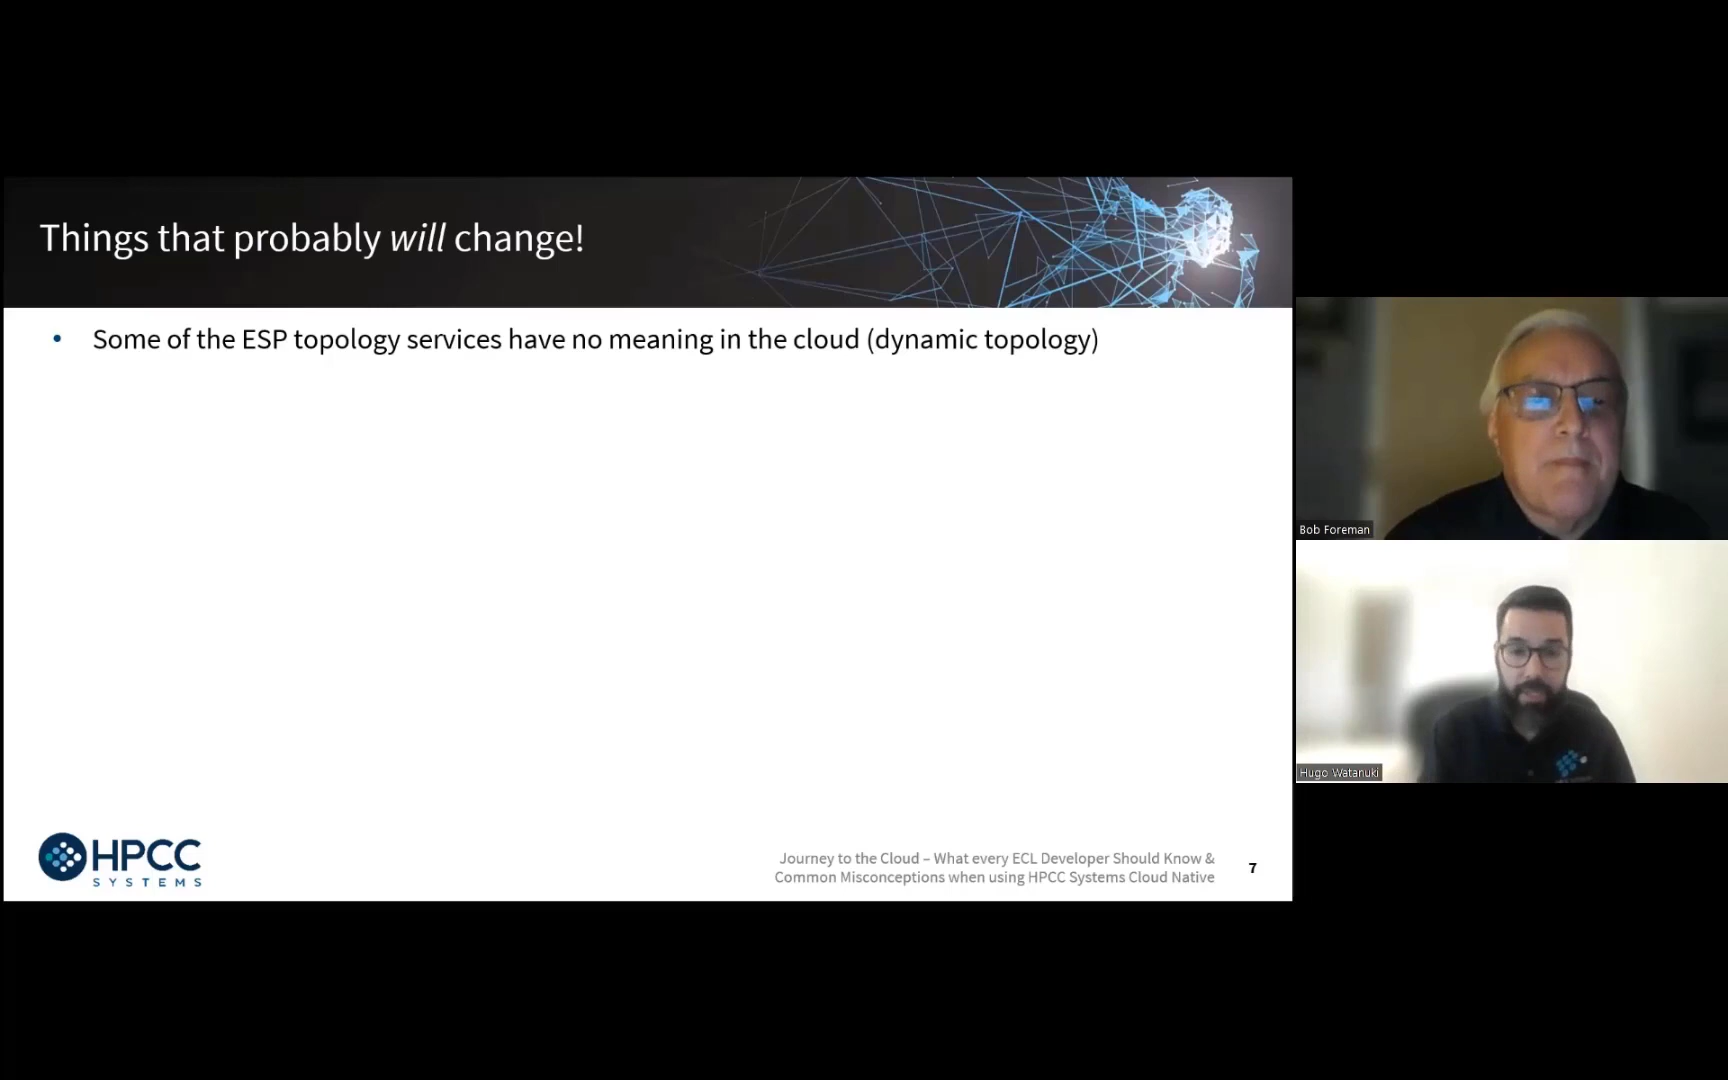 Things that probably will change!
• Some of the ESP topology services have no meaning in the cloud (dynamic topology)
Bob Foreman
Hugo Watanuki
HPCC
SYSTEMS
Journey to the Cloud – What every ECL Developer Should Know &
Common Misconceptions when using HPCC Systems Cloud Native
7